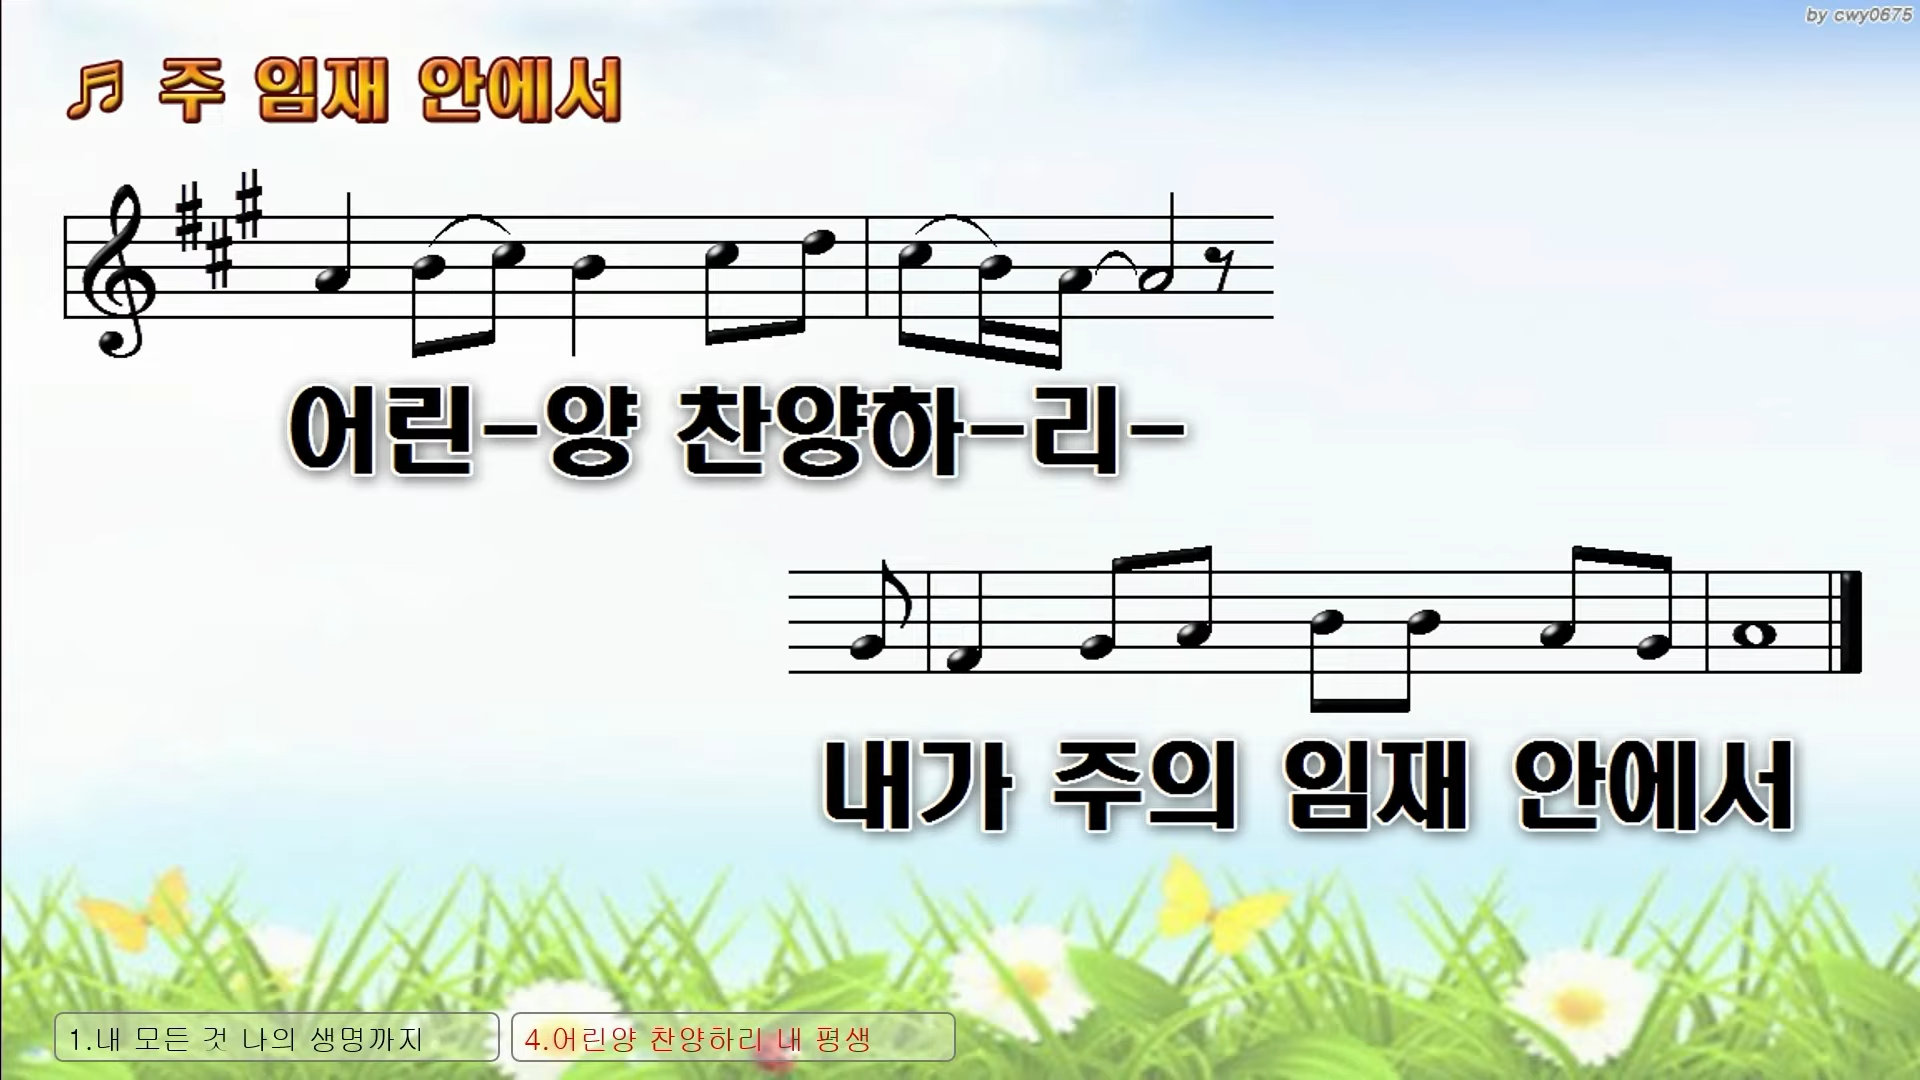 by cwy0675
♬ 주 임재 안에서
어린-양 찬양하-리-
내가 주의 임재 안에서
1.내 모든 것 나의 생명까지
4.어린양 찬양하리 내 평생